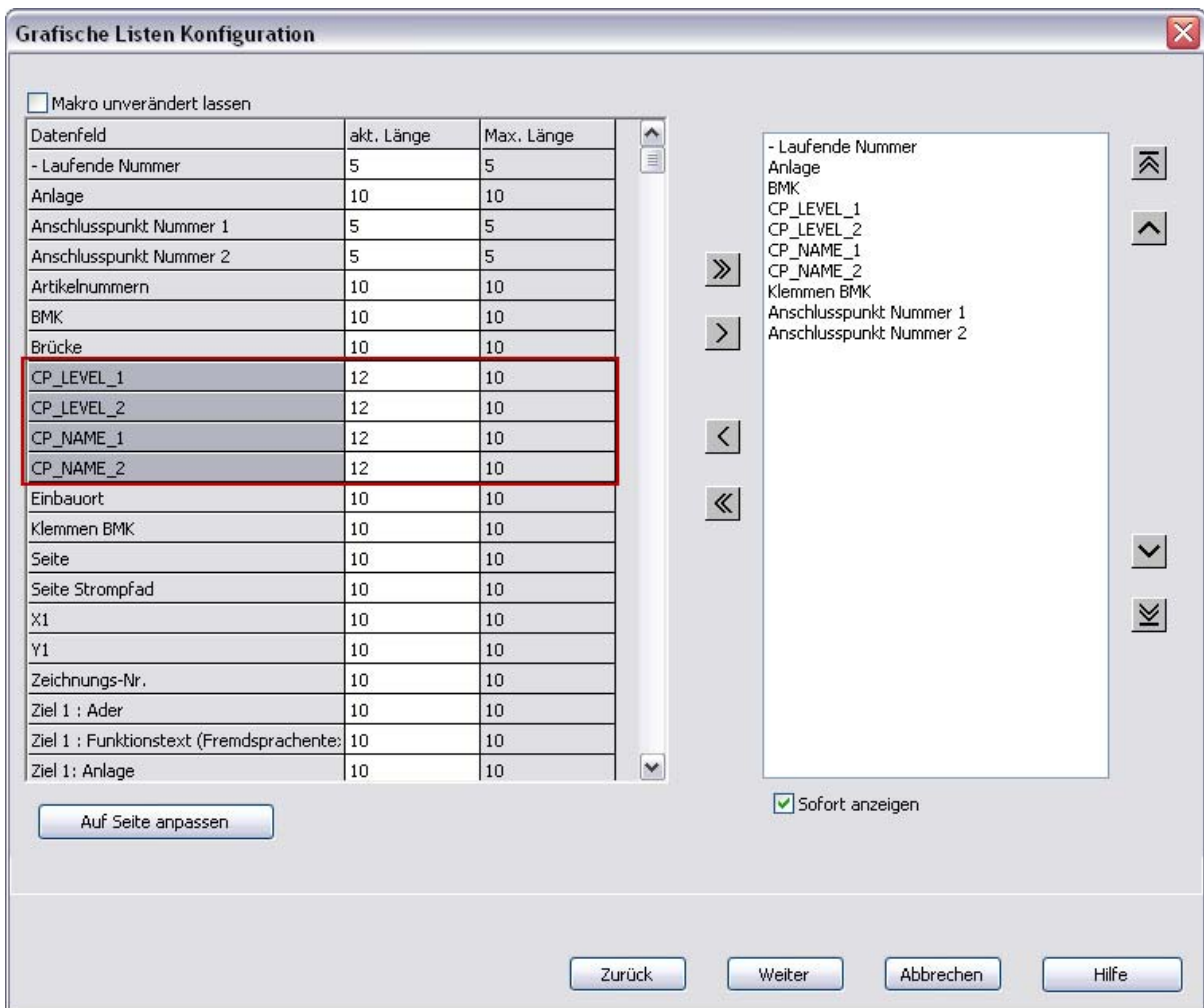 Grafische Listen Konfiguration
Makro unverändert lassen
Datenfeld akt. Länge Max. Länge
- Laufende Nummer 5 5
Anlage 10 10
Anschlusspunkt Nummer 1 5 5
Anschlusspunkt Nummer 2 5 5
Artikelnummern 10 10
BMK 10 10
Brücke 10 10
CP_LEVEL_1 12 10
CP_LEVEL_2 12 10
CP_NAME_1 12 10
CP_NAME_2 12 10
Einbauort 10 10
Klemmen BMK 10 10
Seite 10 10
Seite Strompfad 10 10
X1 10 10
Y1 10 10
Zeichnungs-Nr. 10 10
Ziel 1 : Ader 10 10
Ziel 1 : Funktionstext (Fremdsprachente 10 10
Ziel 1: Anlage 10 10
Auf Seite anpassen
- Laufende Nummer
Anlage
BMK
CP_LEVEL_1
CP_LEVEL_2
CP_NAME_1
CP_NAME_2
Klemmen BMK
Anschlusspunkt Nummer 1
Anschlusspunkt Nummer 2
Sofort anzeigen
Zurück Weiter Abbrechen Hilfe